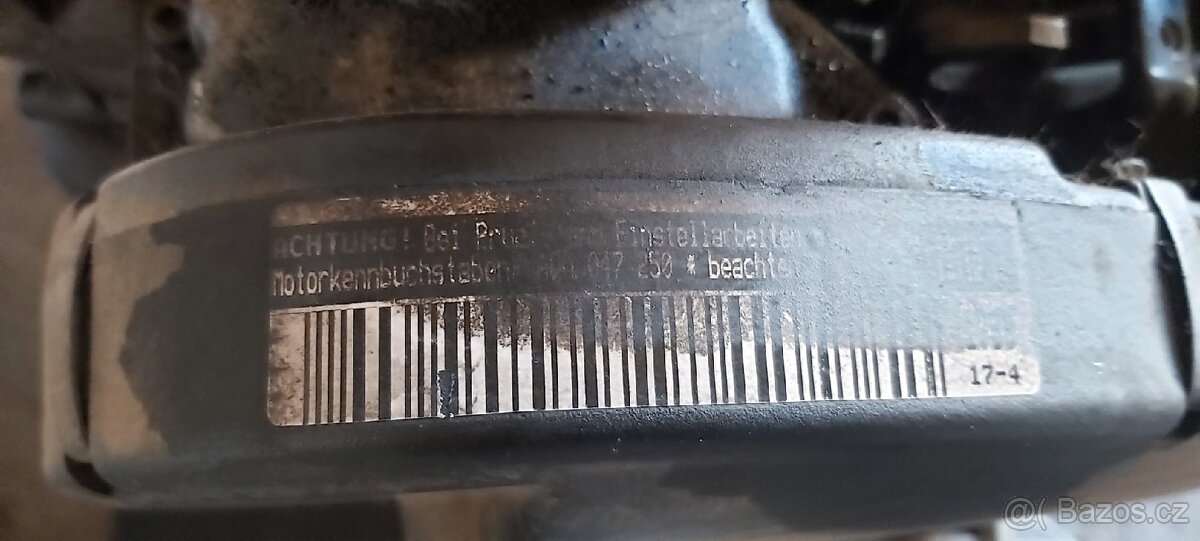 ACHTUNG! Bei Einstellarbeiten
Motorkennbuchstaben 047 250 * beachten
17-4
@( Bazos.cz